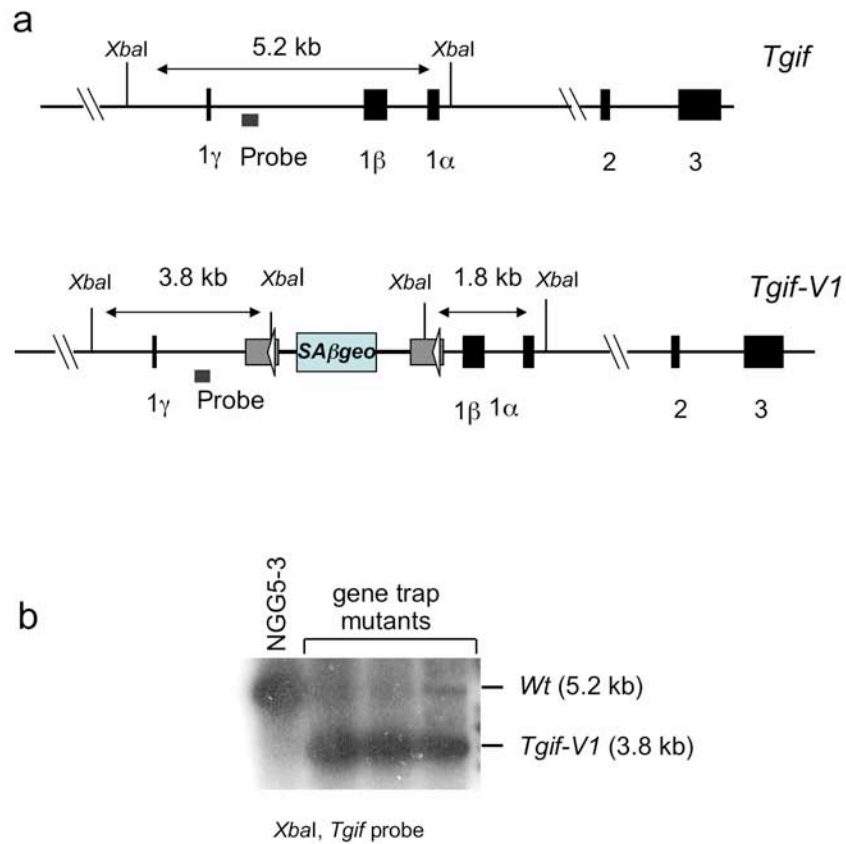 a
XbaI 5.2 kb XbaI Tgif
1γ Probe 1β 1α 2 3
XbaI 3.8 kb XbaI XbaI 1.8 kb XbaI Tgif-V1
SAβgeo
1γ Probe 1β 1α 2 3
b
NGG5-3
gene trap
mutants
Wt (5.2 kb)
Tgif-V1 (3.8 kb)
XbaI, Tgif probe